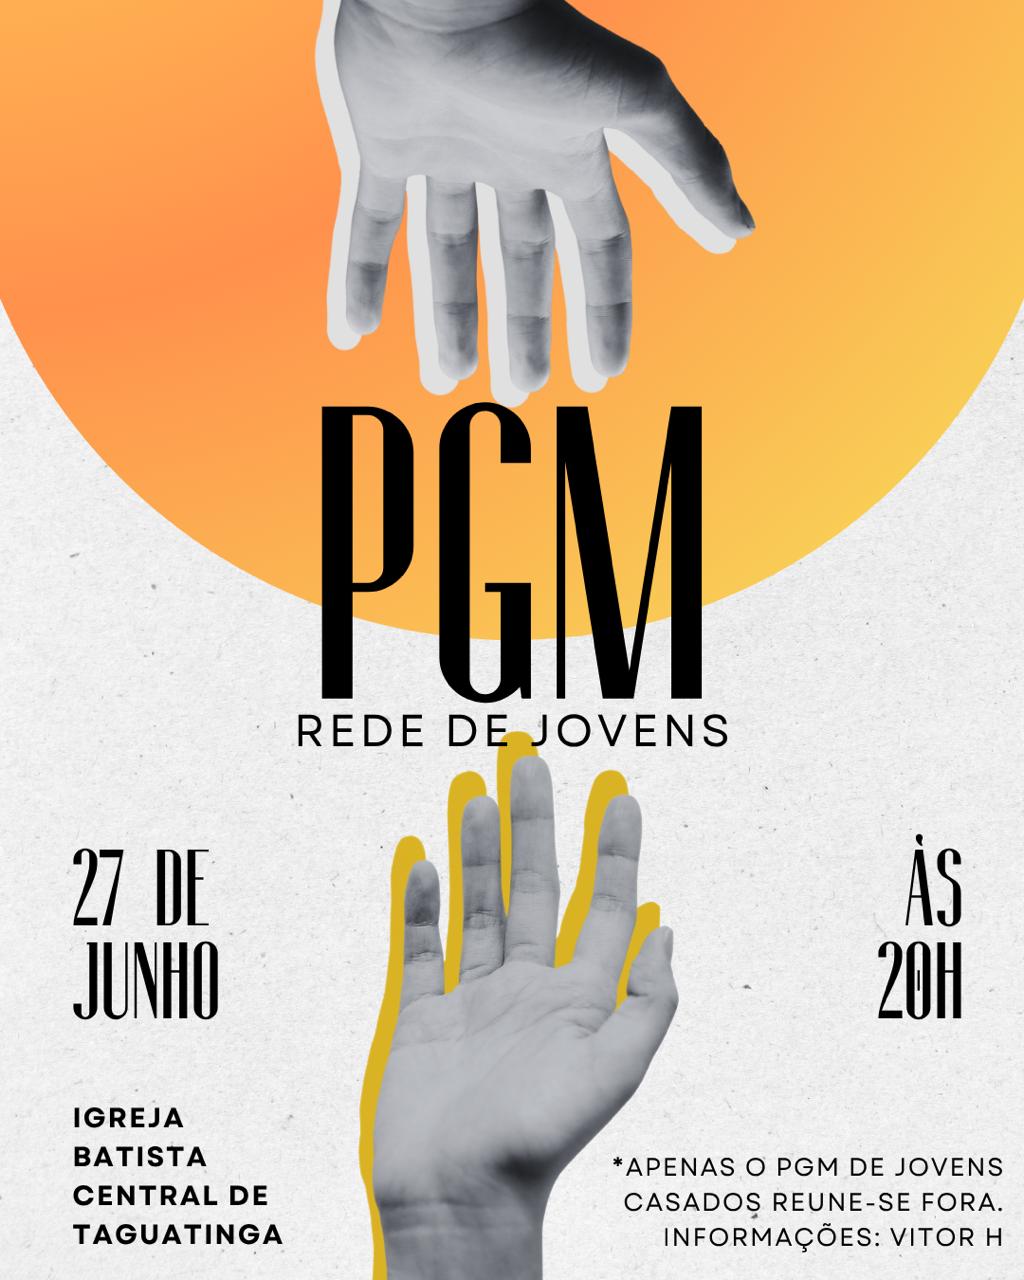 PGM
REDE DE JOVENS
27 DE
JUNHO
ÀS
20H
IGREJA
BATISTA
CENTRAL DE
TAGUATINGA
*APENAS O PGM DE JOVENS
CASADOS REUNE-SE FORA.
INFORMAÇÕES: VITOR H